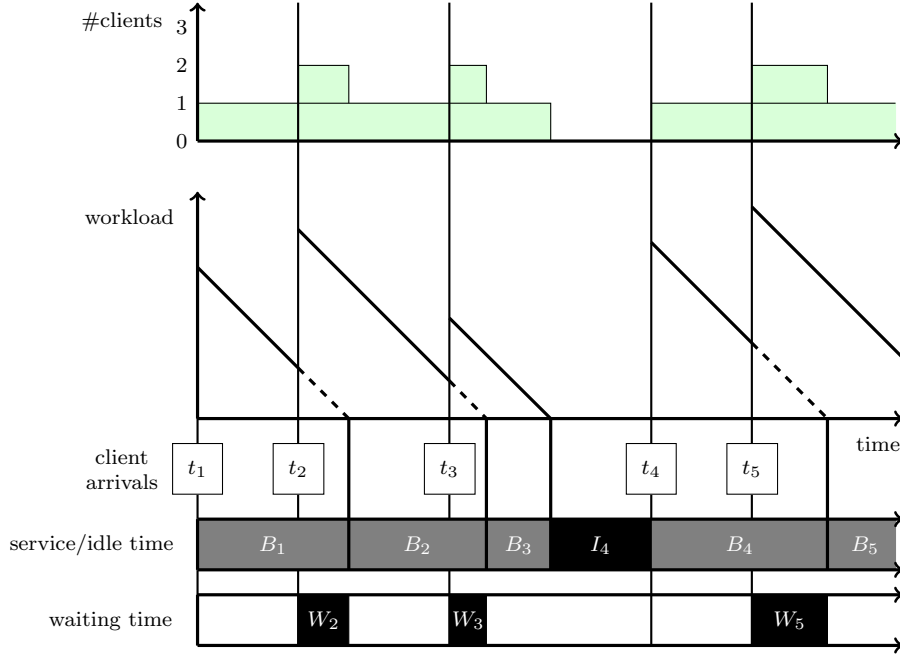 #clients
3
2
1
0
workload
time
client
arrivals
t₁ t₂ t₃ t₄ t₅
service/idle time B₁ B₂ B₃ I₄ B₄ B₅
waiting time W₂ W₃ W₅